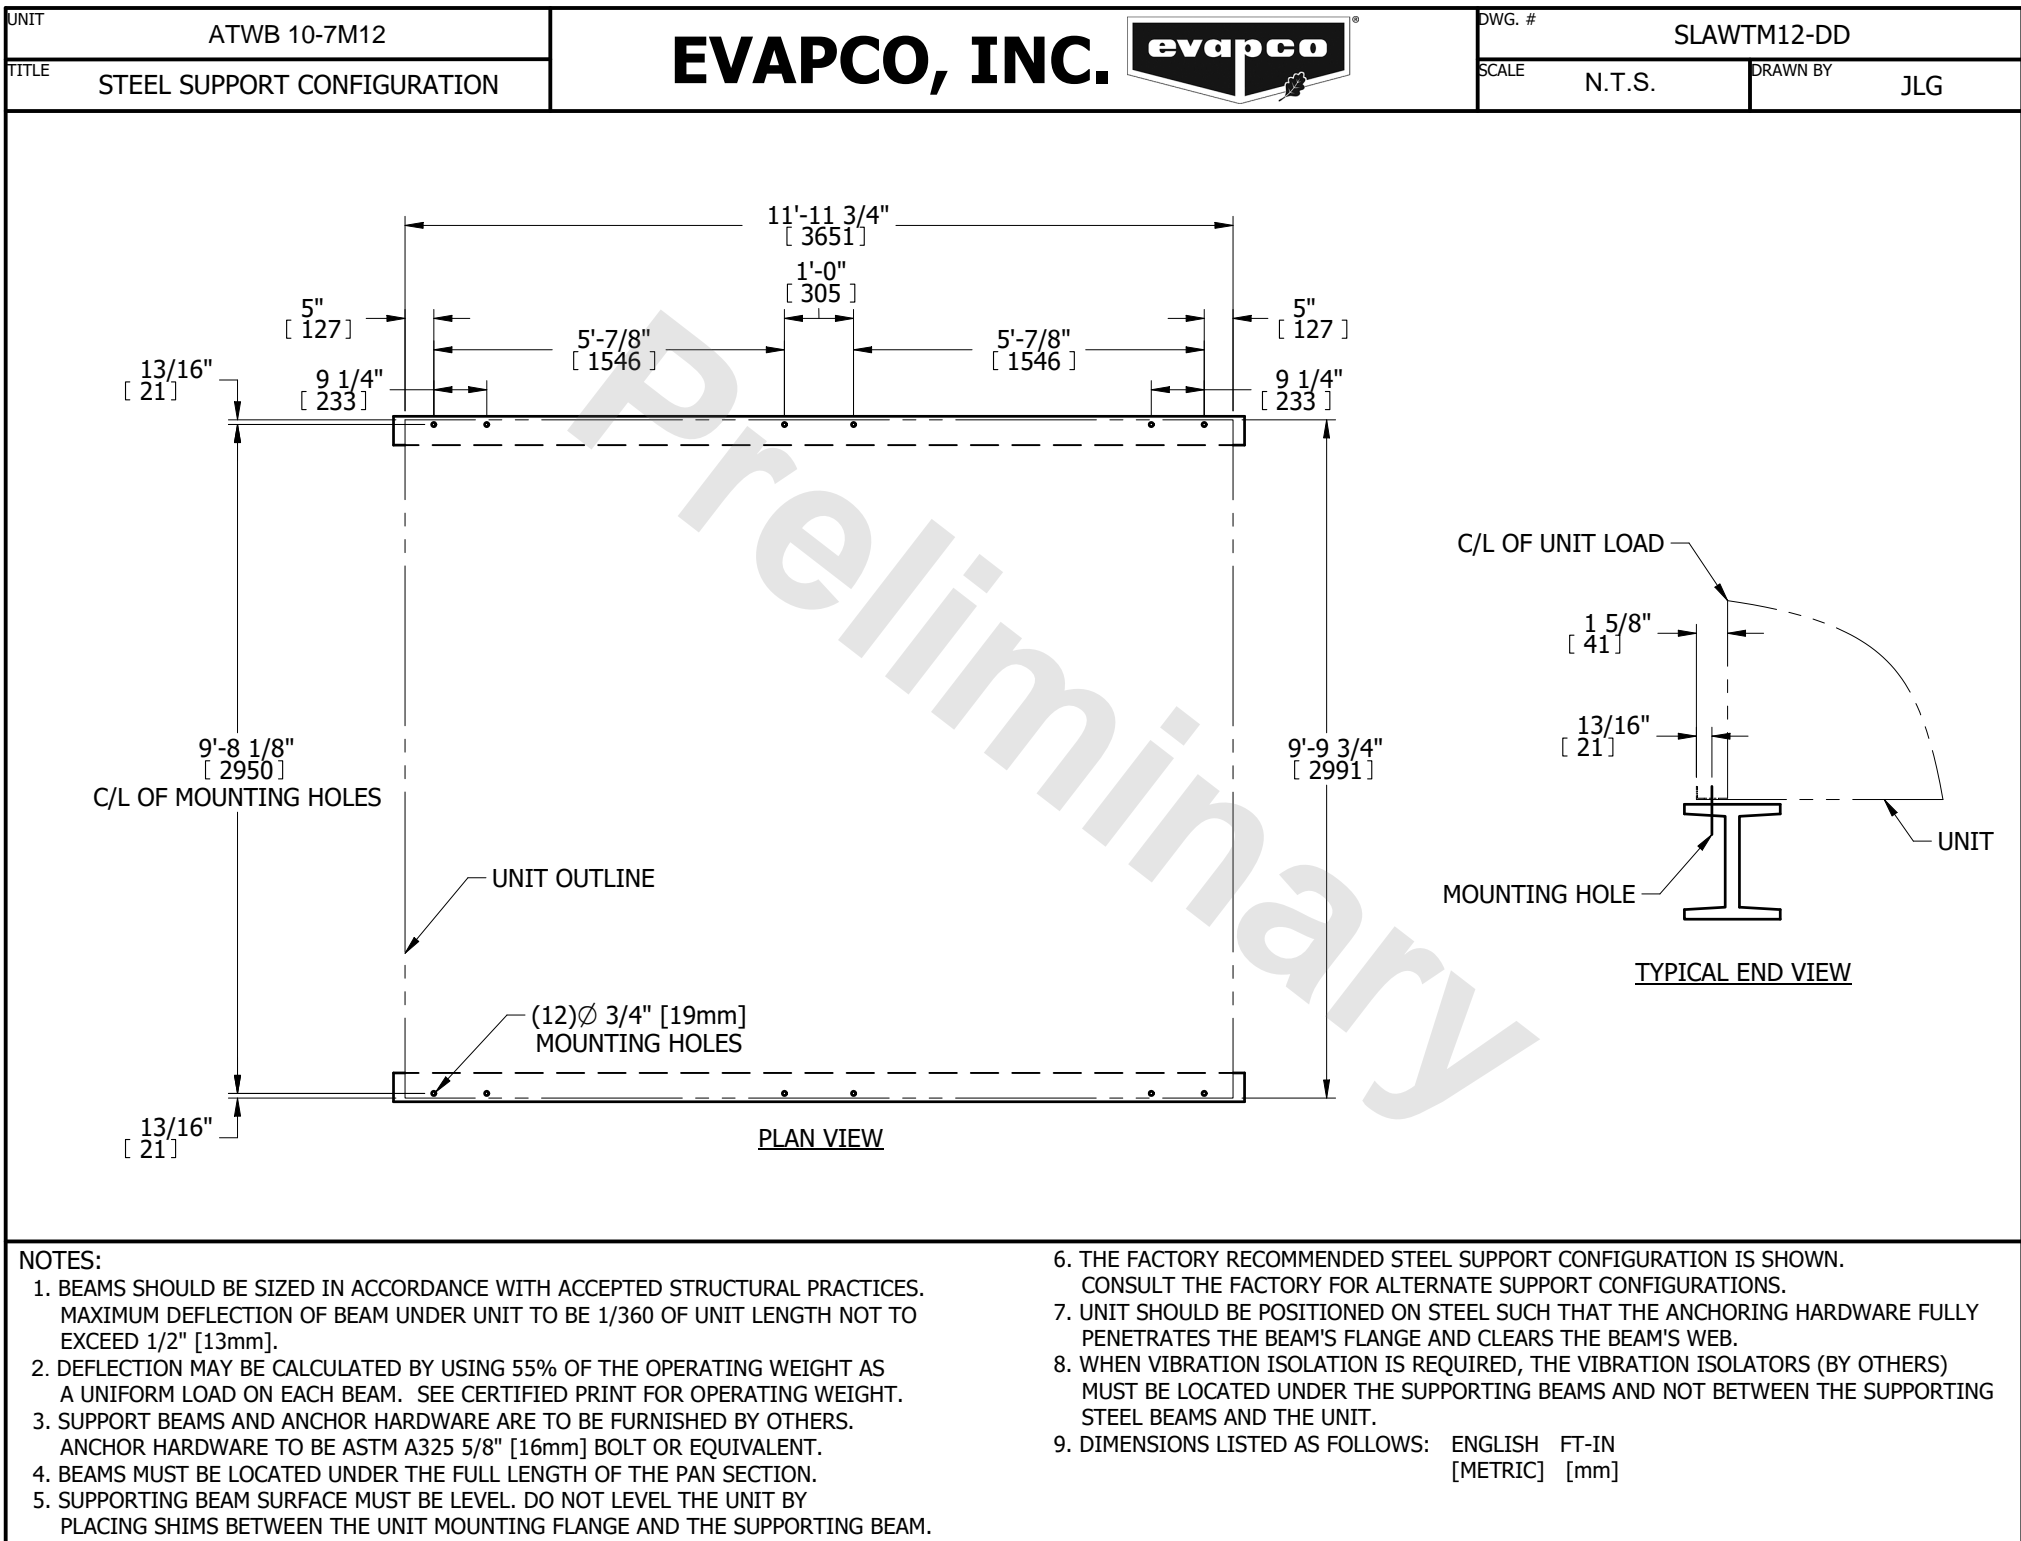 UNIT
ATWB 10-7M12
TITLE
STEEL SUPPORT CONFIGURATION
EVAPCO, INC.
evapco
®
DWG. #
SLAWTM12-DD
SCALE
N.T.S.
DRAWN BY
JLG
11'-11 3/4"
[ 3651]
1'-0"
[ 305 ]
5"
[ 127]
5"
[ 127 ]
5'-7/8"
[ 1546 ]
5'-7/8"
[ 1546 ]
13/16"
[ 21]
9 1/4"
[ 233]
9 1/4"
[ 233 ]
Preliminary
C/L OF UNIT LOAD
1 5/8"
[ 41]
13/16"
[ 21]
9'-8 1/8"
[ 2950]
C/L OF MOUNTING HOLES
9'-9 3/4"
[ 2991]
UNIT
MOUNTING HOLE
UNIT OUTLINE
TYPICAL END VIEW
(12)∅ 3/4" [19mm]
MOUNTING HOLES
13/16"
[ 21]
PLAN VIEW
NOTES:
1. BEAMS SHOULD BE SIZED IN ACCORDANCE WITH ACCEPTED STRUCTURAL PRACTICES.
MAXIMUM DEFLECTION OF BEAM UNDER UNIT TO BE 1/360 OF UNIT LENGTH NOT TO
EXCEED 1/2" [13mm].
2. DEFLECTION MAY BE CALCULATED BY USING 55% OF THE OPERATING WEIGHT AS
A UNIFORM LOAD ON EACH BEAM. SEE CERTIFIED PRINT FOR OPERATING WEIGHT.
3. SUPPORT BEAMS AND ANCHOR HARDWARE ARE TO BE FURNISHED BY OTHERS.
ANCHOR HARDWARE TO BE ASTM A325 5/8" [16mm] BOLT OR EQUIVALENT.
4. BEAMS MUST BE LOCATED UNDER THE FULL LENGTH OF THE PAN SECTION.
5. SUPPORTING BEAM SURFACE MUST BE LEVEL. DO NOT LEVEL THE UNIT BY
PLACING SHIMS BETWEEN THE UNIT MOUNTING FLANGE AND THE SUPPORTING BEAM.
6. THE FACTORY RECOMMENDED STEEL SUPPORT CONFIGURATION IS SHOWN.
CONSULT THE FACTORY FOR ALTERNATE SUPPORT CONFIGURATIONS.
7. UNIT SHOULD BE POSITIONED ON STEEL SUCH THAT THE ANCHORING HARDWARE FULLY
PENETRATES THE BEAM'S FLANGE AND CLEARS THE BEAM'S WEB.
8. WHEN VIBRATION ISOLATION IS REQUIRED, THE VIBRATION ISOLATORS (BY OTHERS)
MUST BE LOCATED UNDER THE SUPPORTING BEAMS AND NOT BETWEEN THE SUPPORTING
STEEL BEAMS AND THE UNIT.
9. DIMENSIONS LISTED AS FOLLOWS: ENGLISH FT-IN
[METRIC] [mm]